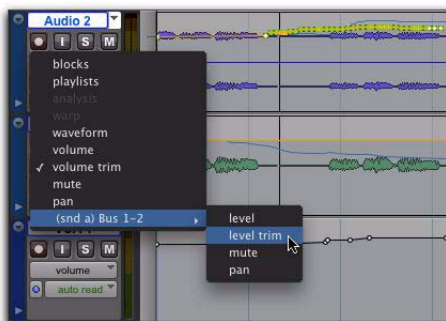 Audio 2
I S M
blocks
playlists
analysis
warp
waveform
volume
✓ volume trim
mute
pan
(snd a) Bus 1-2
level
level trim
mute
pan
I S M
volume
auto read